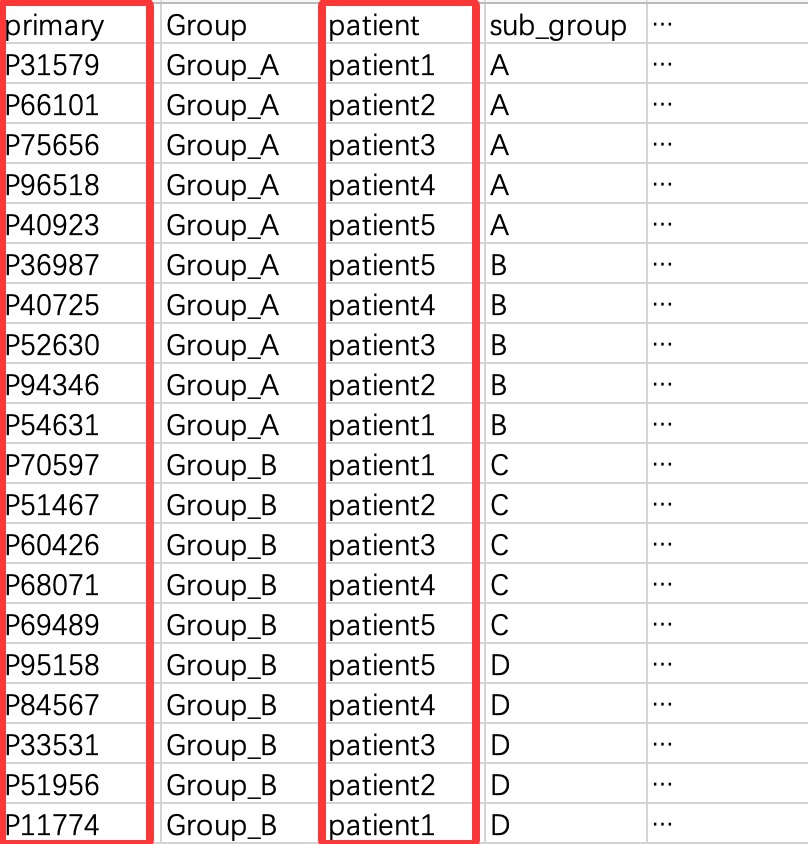 primary Group patient sub_group ···
P31579 Group_A patient1 A ···
P66101 Group_A patient2 A ···
P75656 Group_A patient3 A ···
P96518 Group_A patient4 A ···
P40923 Group_A patient5 A ···
P36987 Group_A patient5 B ···
P40725 Group_A patient4 B ···
P52630 Group_A patient3 B ···
P94346 Group_A patient2 B ···
P54631 Group_A patient1 B ···
P70597 Group_B patient1 C ···
P51467 Group_B patient2 C ···
P60426 Group_B patient3 C ···
P68071 Group_B patient4 C ···
P69489 Group_B patient5 C ···
P95158 Group_B patient5 D ···
P84567 Group_B patient4 D ···
P33531 Group_B patient3 D ···
P51956 Group_B patient2 D ···
P11774 Group_B patient1 D ···